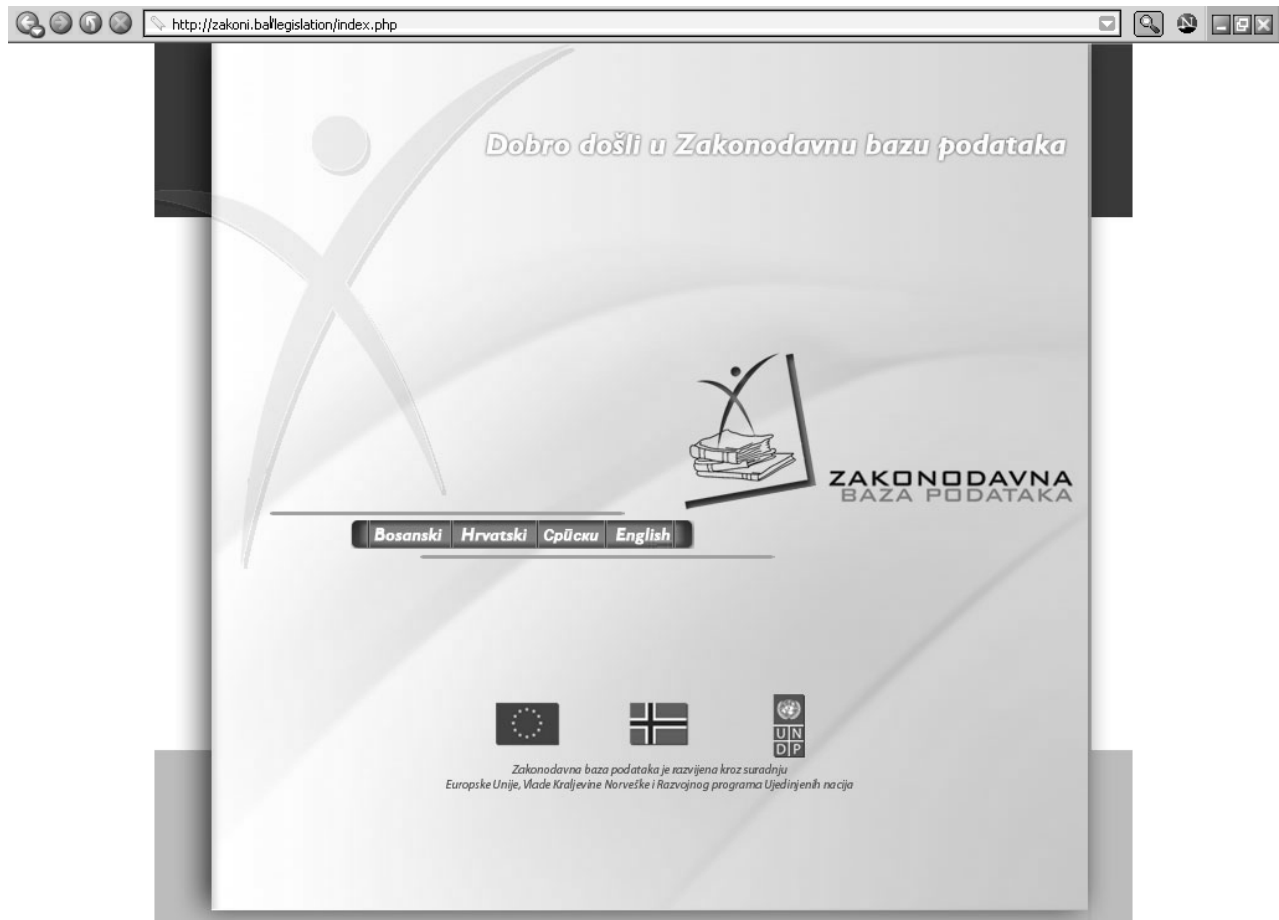 http://zakoni.ba/legislation/index.php
Dobro došli u Zakonodavnu bazu podataka
ZAKONODAVNA
BAZA PODATAKA
Bosanski Hrvatski Српски English
UN
DP
Zakonodavna baza podataka je razvijena kroz suradnju
Europske Unije, Vlade Kraljevine Norveške i Razvojnog programa Ujedinjenih nacija